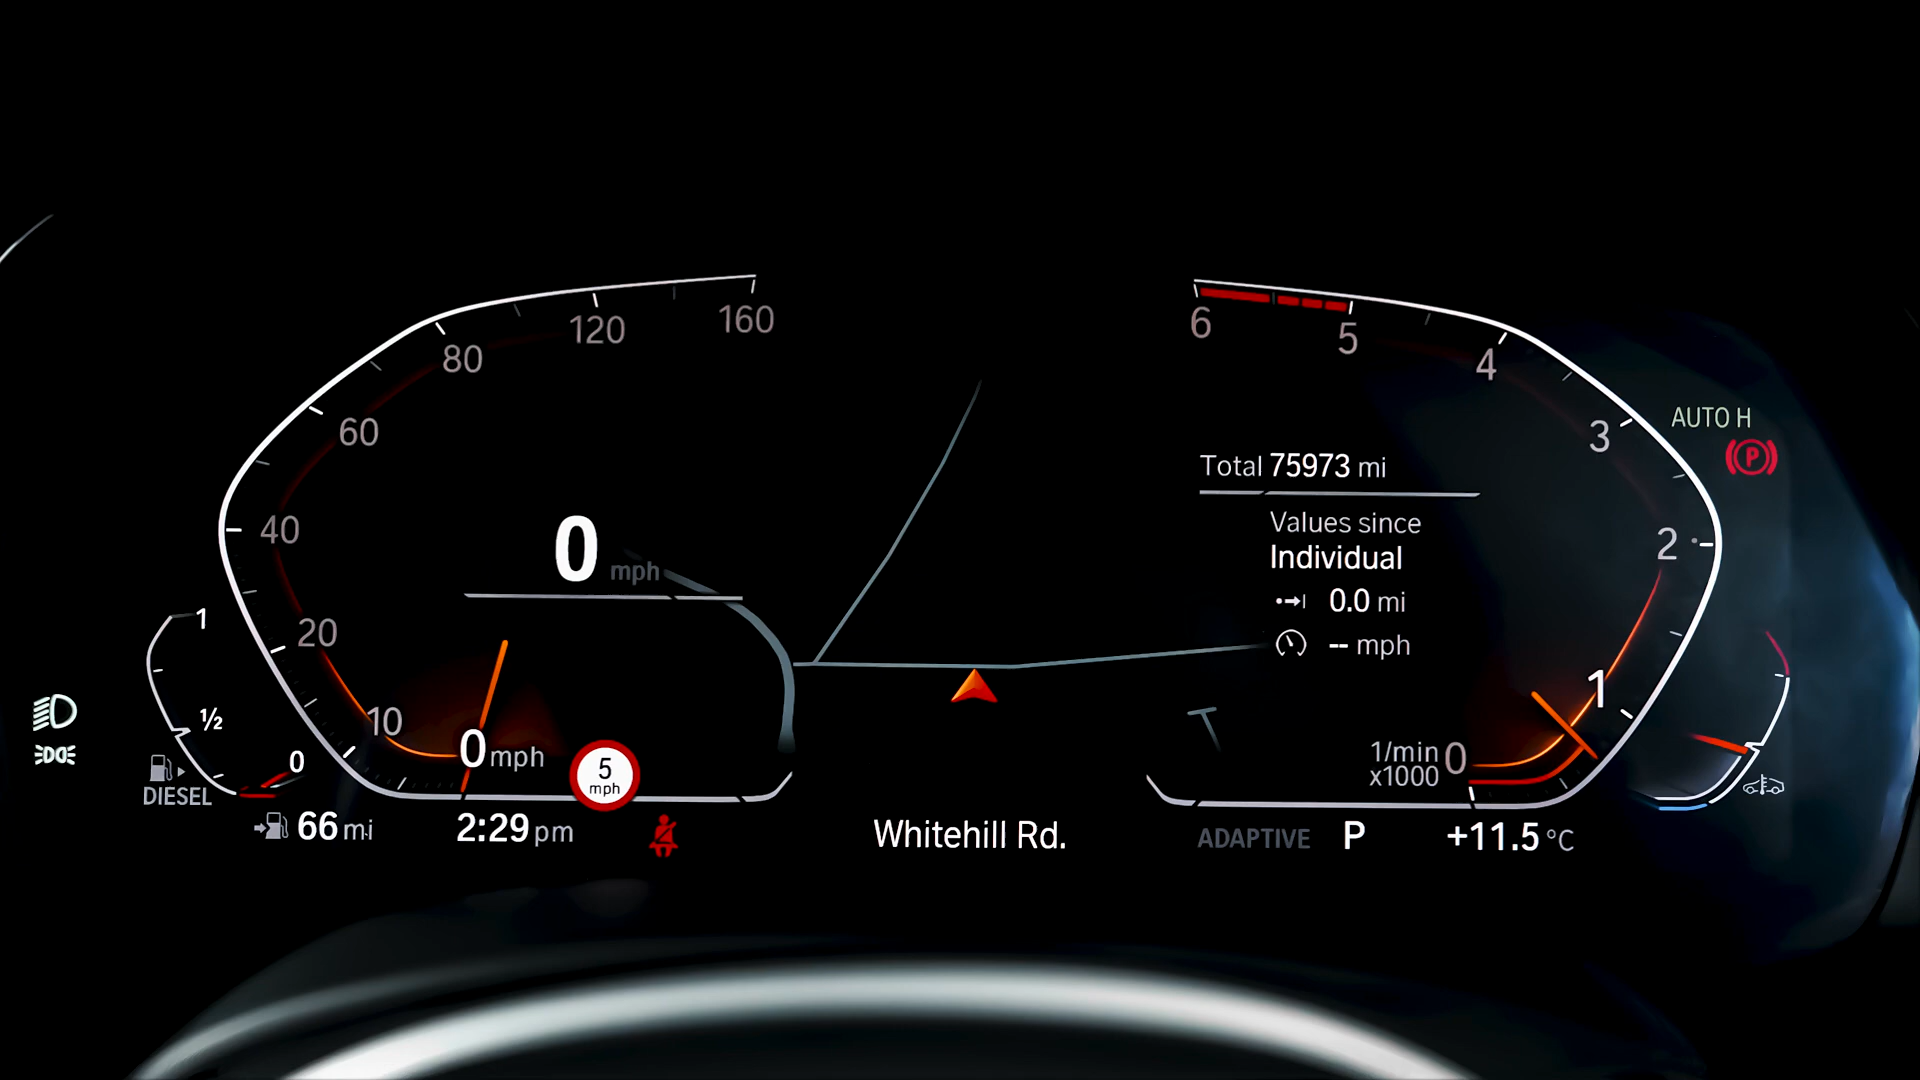 160
120
80
60
40
20
10
0 mph
0 mph
5
mph
1
½
0
DIESEL
66 mi
2:29 pm
Whitehill Rd.
6
5
4
3
2
1
0
1/min
x1000
Total 75973 mi
Values since
Individual
0.0 mi
-- mph
AUTO H
P
ADAPTIVE P +11.5 °C